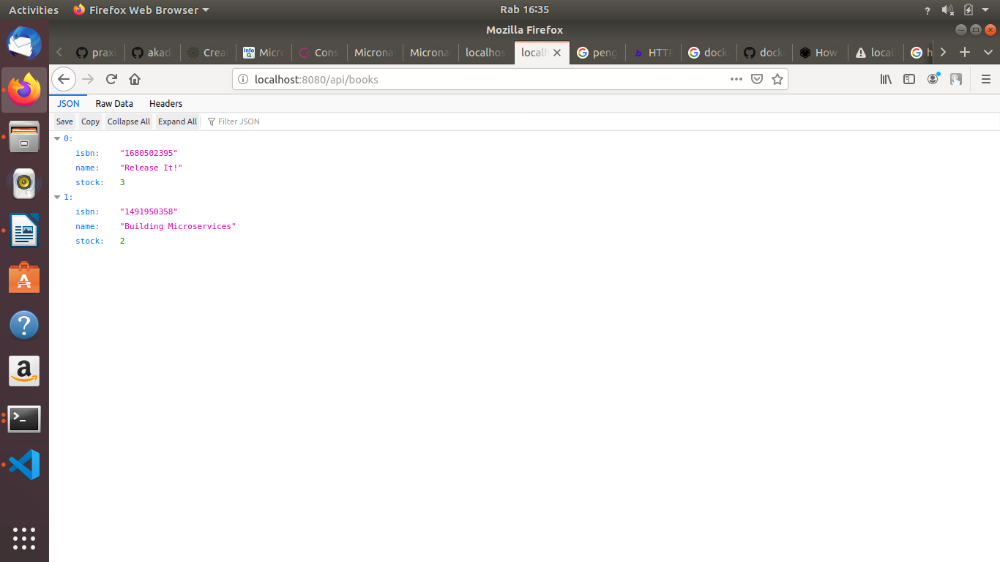 Activities Firefox Web Browser Rab 16:35 ?
Mozilla Firefox
praxi akad Creat Micro Cons Microna Microna localhos localh peng HTTP dock dock How local h
localhost:8080/api/books
JSON Raw Data Headers
Save Copy Collapse All Expand All Filter JSON
0:
isbn: "1680502395"
name: "Release It!"
stock: 3
1:
isbn: "1491950358"
name: "Building Microservices"
stock: 2